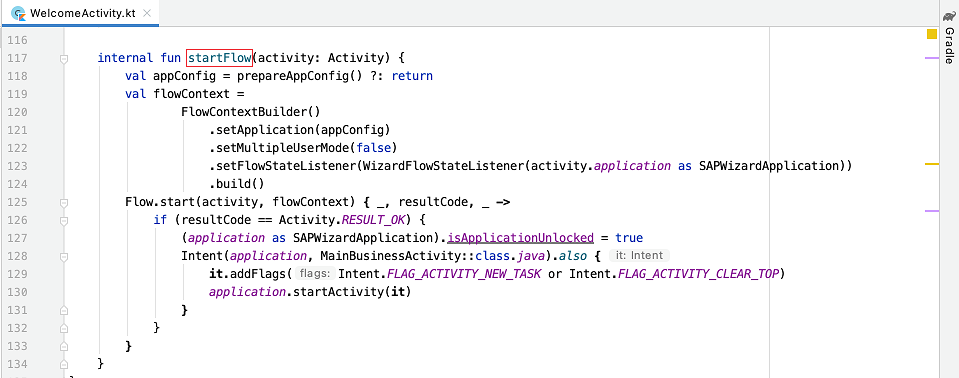 WelcomeActivity.kt
Gradle
116
117 internal fun startFlow(activity: Activity) {
118 val appConfig = prepareAppConfig() ?: return
119 val flowContext =
120 FlowContextBuilder()
121 .setApplication(appConfig)
122 .setMultipleUserMode(false)
123 .setFlowStateListener(WizardFlowStateListener(activity.application as SAPWizardApplication))
124 .build()
125 Flow.start(activity, flowContext) { _, resultCode, _ ->
126 if (resultCode == Activity.RESULT_OK) {
127 (application as SAPWizardApplication).isApplicationUnlocked = true
128 Intent(application, MainBusinessActivity::class.java).also { it: Intent
129 it.addFlags( flags: Intent.FLAG_ACTIVITY_NEW_TASK or Intent.FLAG_ACTIVITY_CLEAR_TOP)
130 application.startActivity(it)
131 }
132 }
133 }
134 }